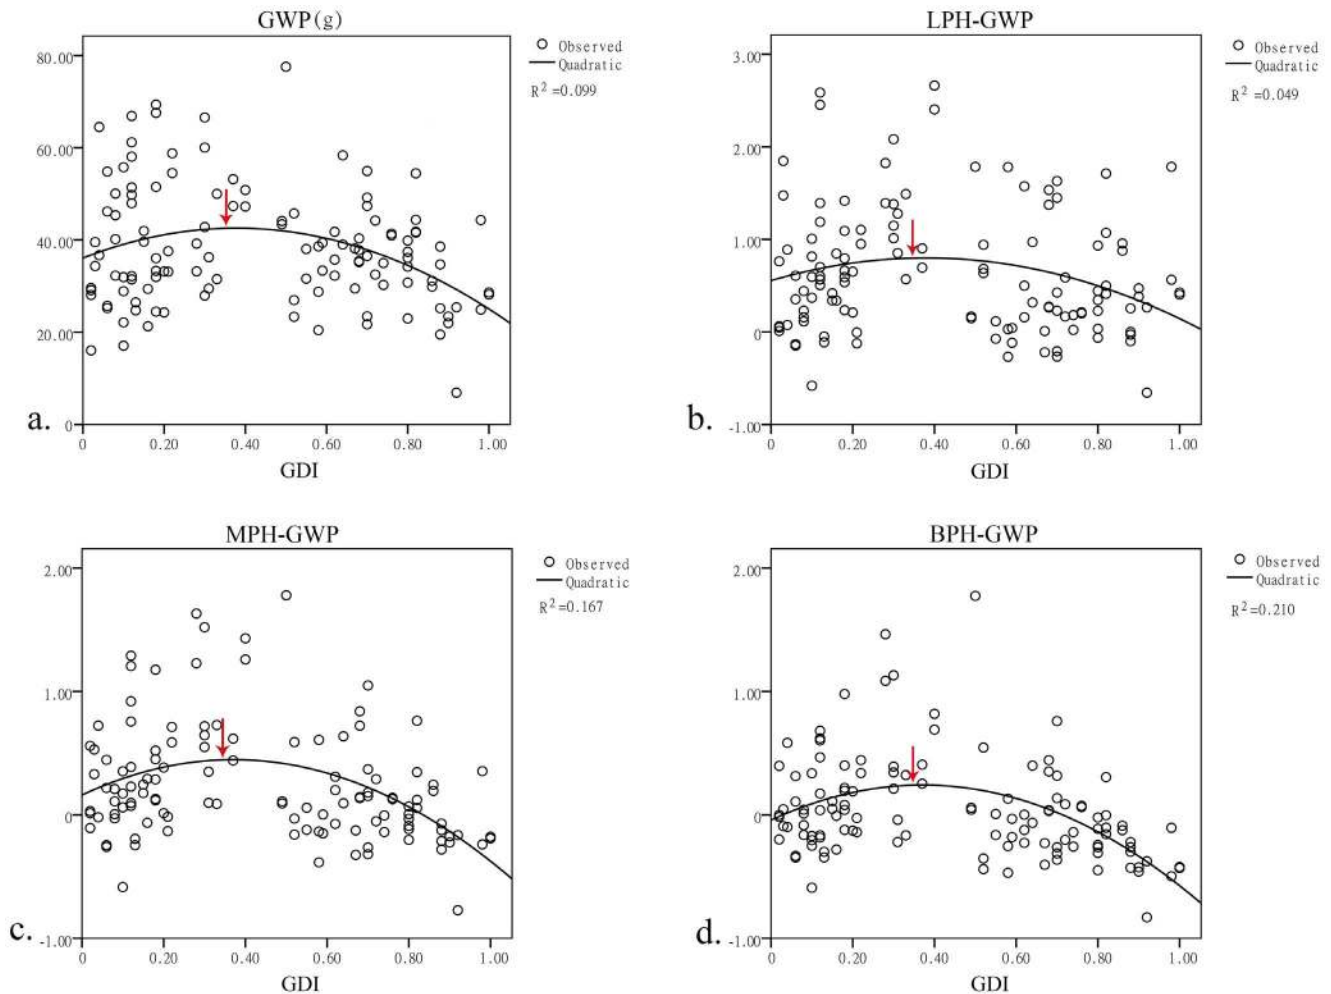 GWP(g)
80.00
60.00
40.00
20.00
0
0 0.20 0.40 0.60 0.80 1.00
GDI
a.
Observed
Quadratic
R² =0.099
LPH-GWP
3.00
2.00
1.00
0
-1.00
0 0.20 0.40 0.60 0.80 1.00
GDI
b.
Observed
Quadratic
R² =0.049
MPH-GWP
2.00
1.00
0
-1.00
0 0.20 0.40 0.60 0.80 1.00
GDI
c.
Observed
Quadratic
R²=0.167
BPH-GWP
2.00
1.00
0
-1.00
0 0.20 0.40 0.60 0.80 1.00
GDI
d.
Observed
Quadratic
R²=0.210